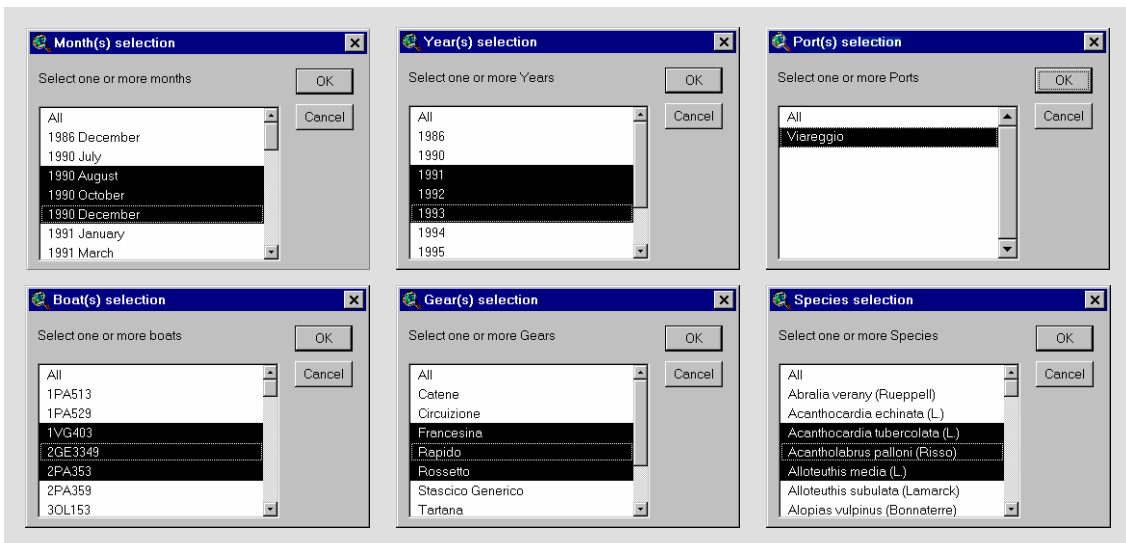 Month(s) selection
Select one or more months
OK
Cancel
All
1986 December
1990 July
1990 August
1990 October
1990 December
1991 January
1991 March
Year(s) selection
Select one or more Years
OK
Cancel
All
1986
1990
1991
1992
1993
1994
1995
Port(s) selection
Select one or more Ports
OK
Cancel
All
Viareggio
Boat(s) selection
Select one or more boats
OK
Cancel
All
1PA513
1PA529
1VG403
2GE3349
2PA353
2PA359
3OL153
Gear(s) selection
Select one or more Gears
OK
Cancel
All
Catene
Circuizione
Francesina
Rapido
Rossetto
Stascico Generico
Tartana
Species selection
Select one or more Species
OK
Cancel
All
Abralia verany (Rueppell)
Acanthocardia echinata (L.)
Acanthocardia tubercolata (L.)
Acantholabrus palloni (Risso)
Alloteuthis media (L.)
Alloteuthis subulata (Lamarck)
Alopias vulpinus (Bonnaterre)